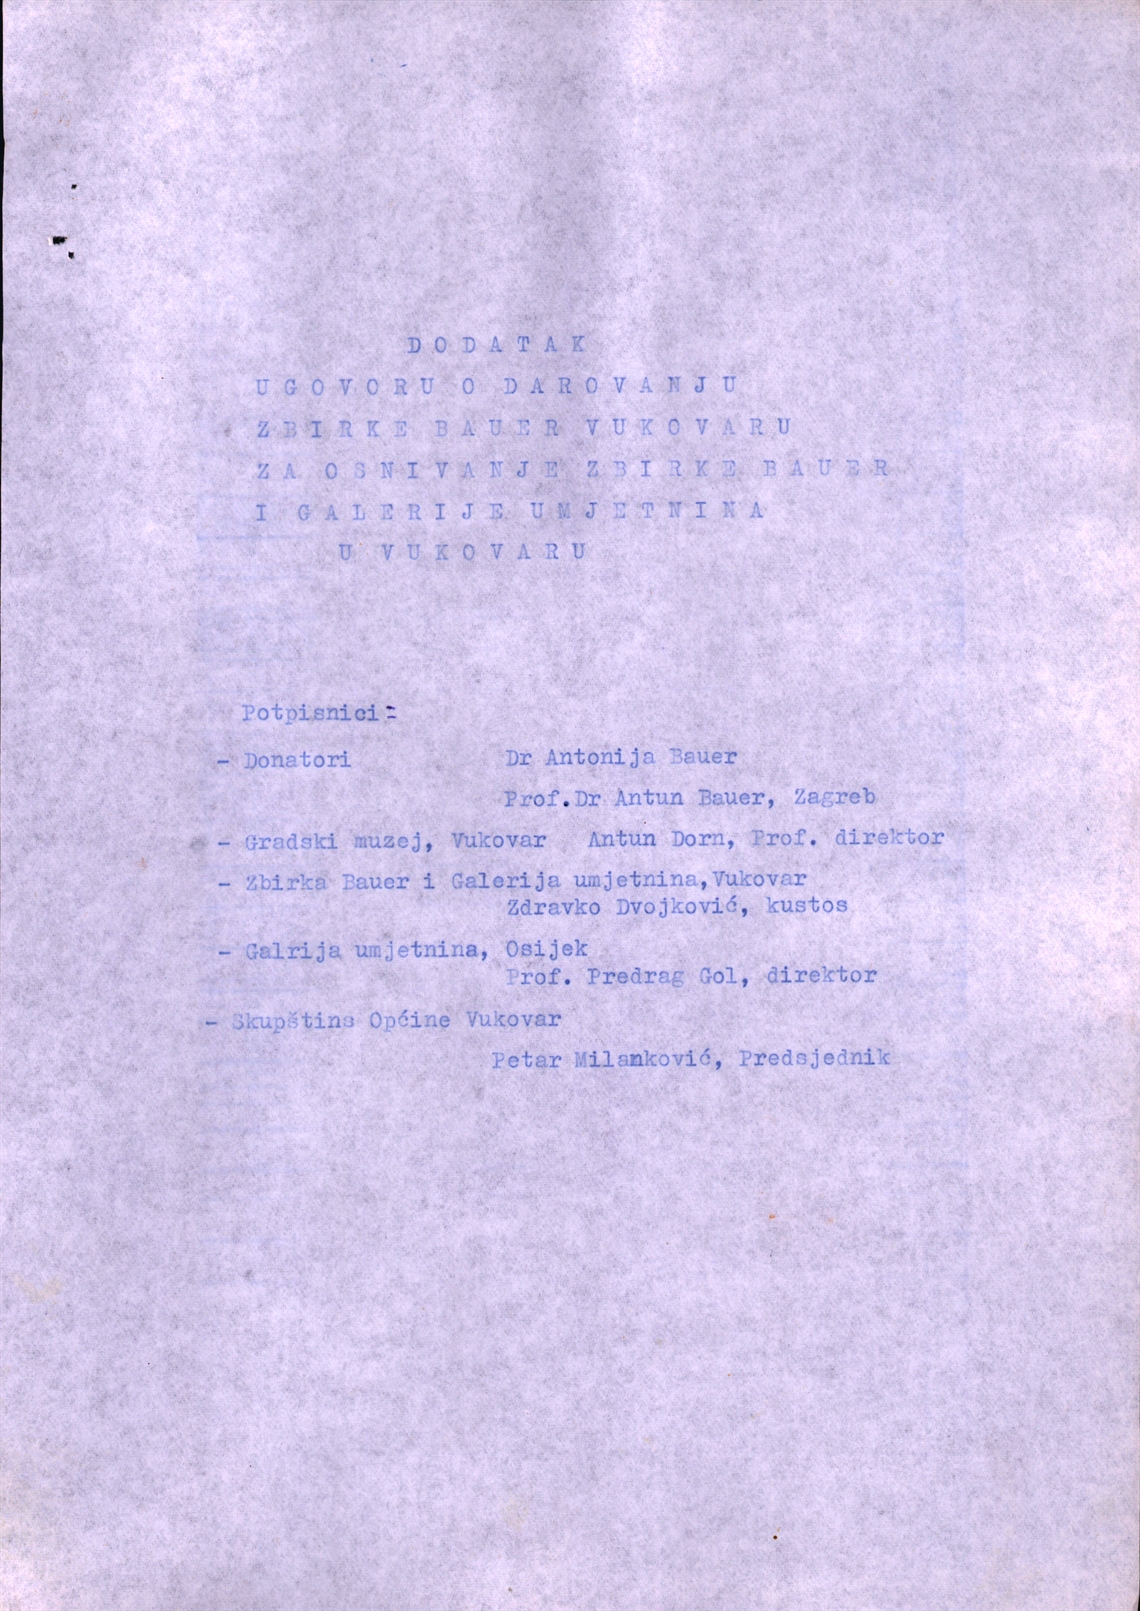 D O D A T A K
U G O V O R U O D A R O V A N J U
Z B I R K E B A U E R V U K O V A R U
Z A O S N I V A N J E Z B I R K E B A U E R
I G A L E R I J E U M J E T N I N A
U V U K O V A R U
Potpisnici:
- Donatori Dr Antonija Bauer
Prof.Dr Antun Bauer, Zagreb
- Gradski muzej, Vukovar Antun Dorn, Prof. direktor
- Zbirka Bauer i Galerija umjetnina,Vukovar
Zdravko Dvojković, kustos
- Galrija umjetnina, Osijek
Prof. Predrag Gol, direktor
- Skupštins Općine Vukovar
Petar Milanković, Predsjednik